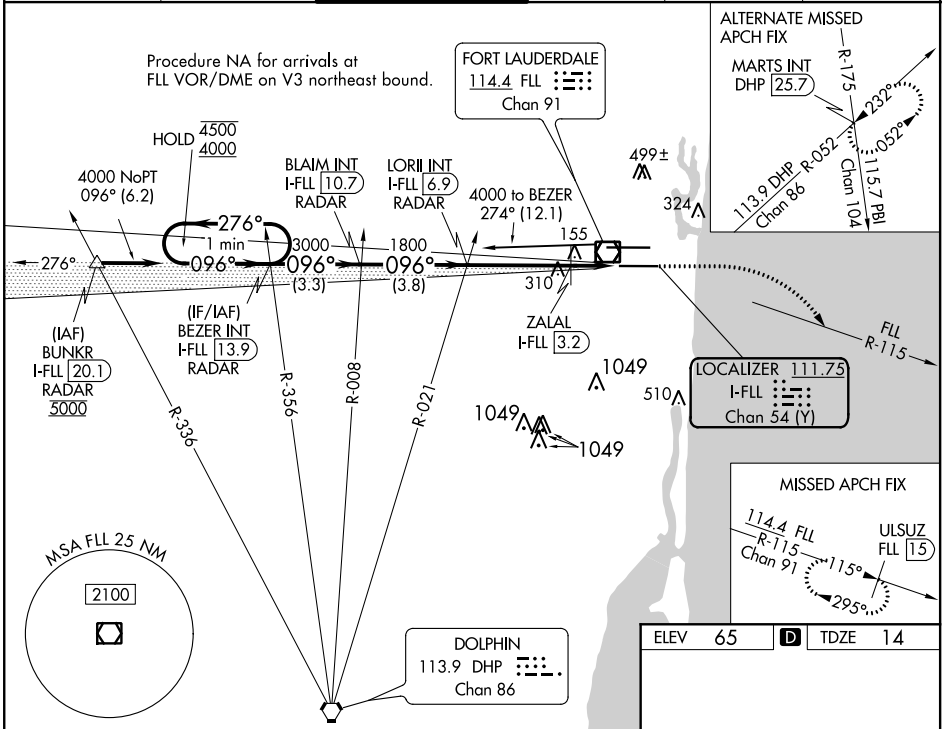 Procedure NA for arrivals at
FLL VOR/DME on V3 northeast bound.
FORT LAUDERDALE
114.4 FLL
Chan 91
ALTERNATE MISSED
APCH FIX
MARTS INT
DHP 25.7
R-175
232°
052°
113.9 DHP R-052
Chan 86
115.7 PBI
Chan 104
HOLD 4500
4000
4000 NoPT
096° (6.2)
BLAIM INT
I-FLL 10.7
RADAR
LORII INT
I-FLL 6.9
RADAR
4000 to BEZER
274° (12.1)
499±
324
155
310
276°
1 min
3000
1800
276°
096°
096°
096°
(3.3)
(3.8)
(IAF)
BUNKR
I-FLL 20.1
RADAR
5000
(IF/IAF)
BEZER INT
I-FLL 13.9
RADAR
ZALAL
I-FLL 3.2
FLL
R-115
R-336
R-356
R-008
R-021
1049
1049
1049
510
LOCALIZER 111.75
I-FLL
Chan 54 (Y)
MISSED APCH FIX
114.4 FLL
R-115
Chan 91
115°
295°
ULSUZ
FLL 15
MSA FLL 25 NM
2100
DOLPHIN
113.9 DHP
Chan 86
ELEV 65 D TDZE 14